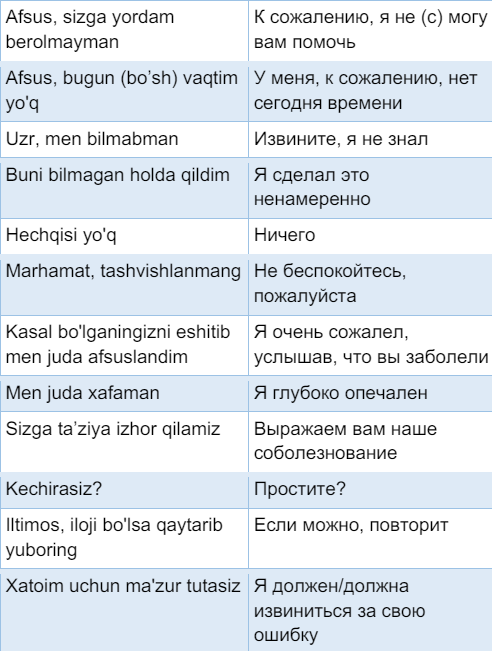 Afsus, sizga yordam
berolmayman
К сожалению, я не (с) могу
вам помочь
Afsus, bugun (bo’sh) vaqtim
yo'q
У меня, к сожалению, нет
сегодня времени
Uzr, men bilmabman
Извините, я не знал
Buni bilmagan holda qildim
Я сделал это
ненамеренно
Hechqisi yo'q
Ничего
Marhamat, tashvishlanmang
Не беспокойтесь,
пожалуйста
Kasal bo'lganingizni eshitib
men juda afsuslandim
Я очень сожалел,
услышав, что вы заболели
Men juda xafaman
Я глубоко опечален
Sizga ta’ziya izhor qilamiz
Выражаем вам наше
соболезнование
Kechirasiz?
Простите?
Iltimos, iloji bo'lsa qaytarib
yuboring
Если можно, повторит
Xatoim uchun ma'zur tutasiz
Я должен/должна
извиниться за свою
ошибку